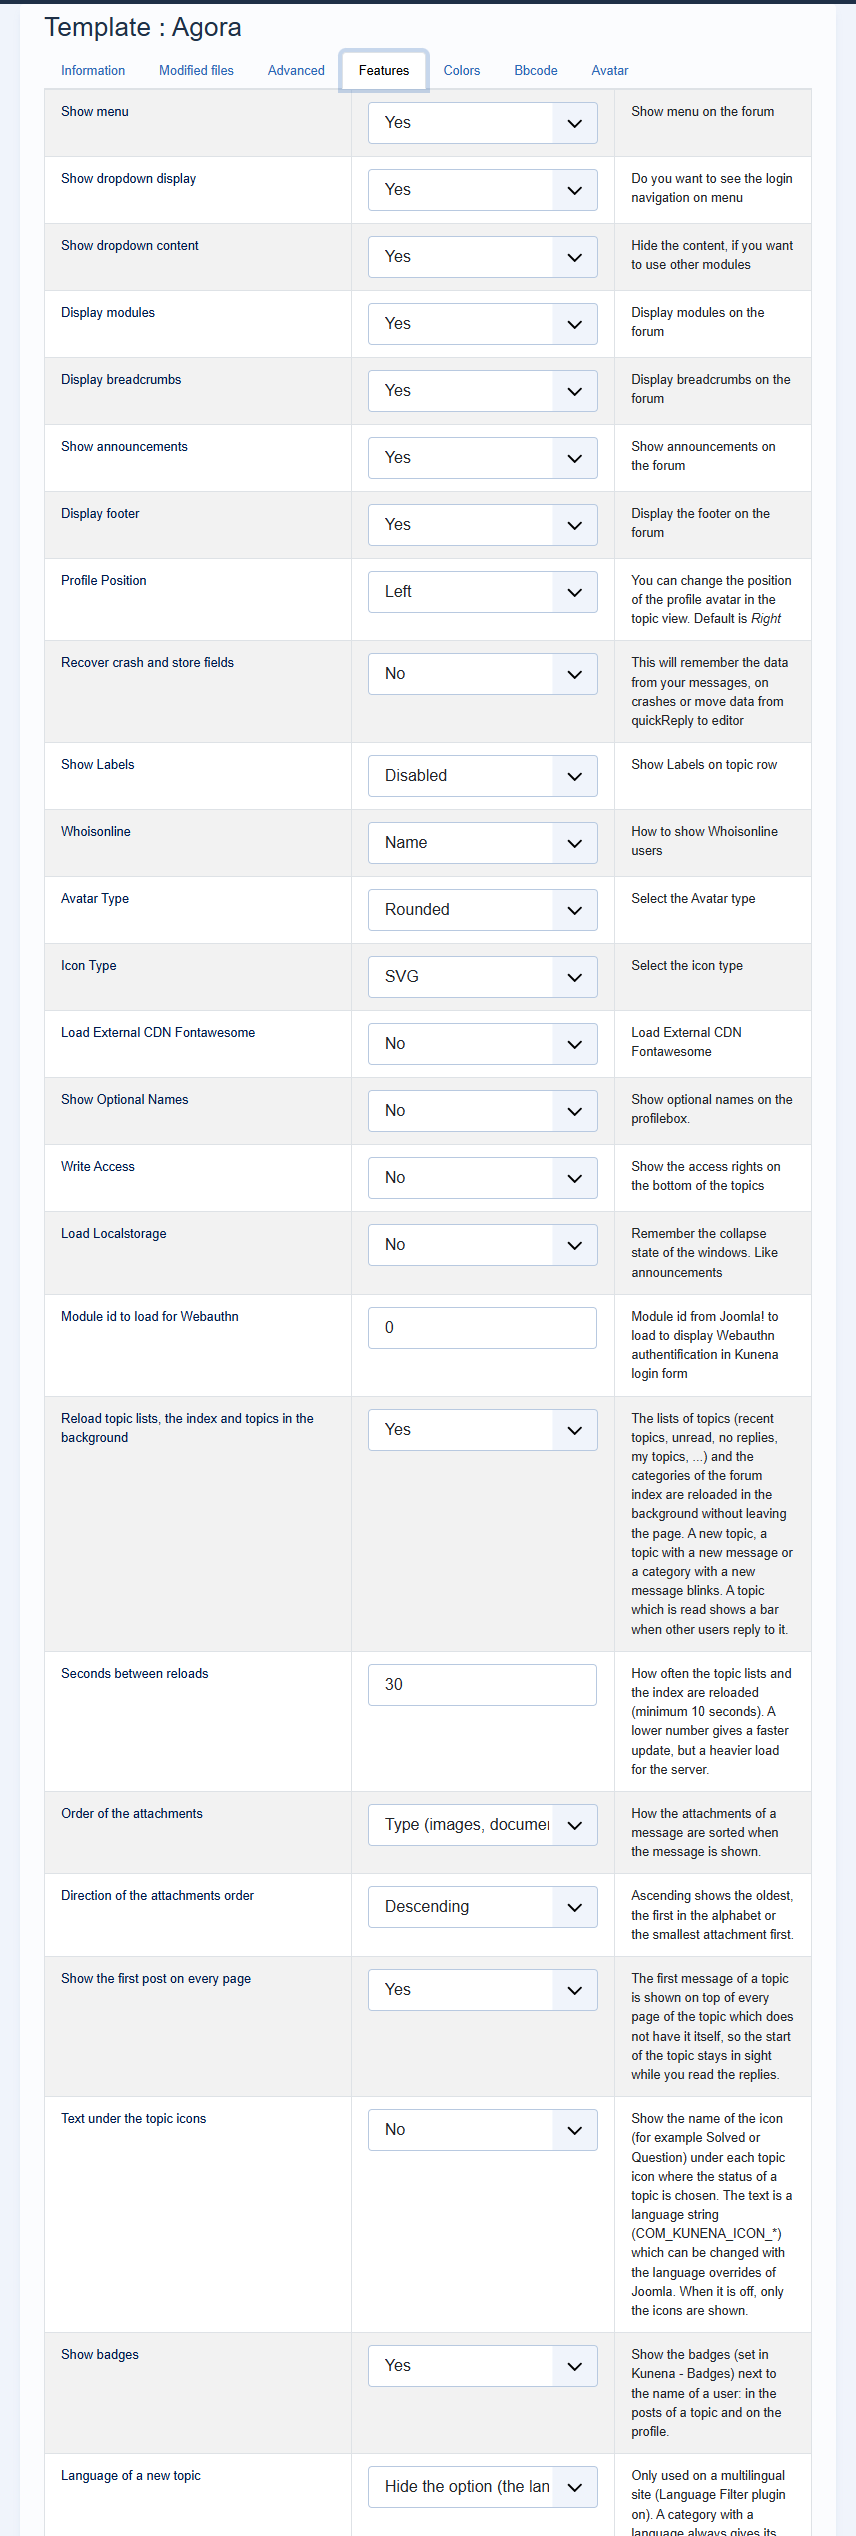 Template : Agora
Information Modified files Advanced Features Colors Bbcode Avatar
Show menu
Yes
Show menu on the forum
Show dropdown display
Yes
Do you want to see the login
navigation on menu
Show dropdown content
Yes
Hide the content, if you want
to use other modules
Display modules
Yes
Display modules on the
forum
Display breadcrumbs
Yes
Display breadcrumbs on the
forum
Show announcements
Yes
Show announcements on
the forum
Display footer
Yes
Display the footer on the
forum
Profile Position
Left
You can change the position
of the profile avatar in the
topic view. Default is Right
Recover crash and store fields
No
This will remember the data
from your messages, on
crashes or move data from
quickReply to editor
Show Labels
Disabled
Show Labels on topic row
Whoisonline
Name
How to show Whoisonline
users
Avatar Type
Rounded
Select the Avatar type
Icon Type
SVG
Select the icon type
Load External CDN Fontawesome
No
Load External CDN
Fontawesome
Show Optional Names
No
Show optional names on the
profilebox.
Write Access
No
Show the access rights on
the bottom of the topics
Load Localstorage
No
Remember the collapse
state of the windows. Like
announcements
Module id to load for Webauthn
0
Module id from Joomla! to
load to display Webauthn
authentification in Kunena
login form
Reload topic lists, the index and topics in the
background
Yes
The lists of topics (recent
topics, unread, no replies,
my topics, ...) and the
categories of the forum
index are reloaded in the
background without leaving
the page. A new topic, a
topic with a new message or
a category with a new
message blinks. A topic
which is read shows a bar
when other users reply to it.
Seconds between reloads
30
How often the topic lists and
the index are reloaded
(minimum 10 seconds). A
lower number gives a faster
update, but a heavier load
for the server.
Order of the attachments
Type (images, documen
How the attachments of a
message are sorted when
the message is shown.
Direction of the attachments order
Descending
Ascending shows the oldest,
the first in the alphabet or
the smallest attachment first.
Show the first post on every page
Yes
The first message of a topic
is shown on top of every
page of the topic which does
not have it itself, so the start
of the topic stays in sight
while you read the replies.
Text under the topic icons
No
Show the name of the icon
(for example Solved or
Question) under each topic
icon where the status of a
topic is chosen. The text is a
language string
(COM_KUNENA_ICON_*)
which can be changed with
the language overrides of
Joomla. When it is off, only
the icons are shown.
Show badges
Yes
Show the badges (set in
Kunena - Badges) next to
the name of a user: in the
posts of a topic and on the
profile.
Language of a new topic
Hide the option (the lan
Only used on a multilingual
site (Language Filter plugin
on). A category with a
language always gives its